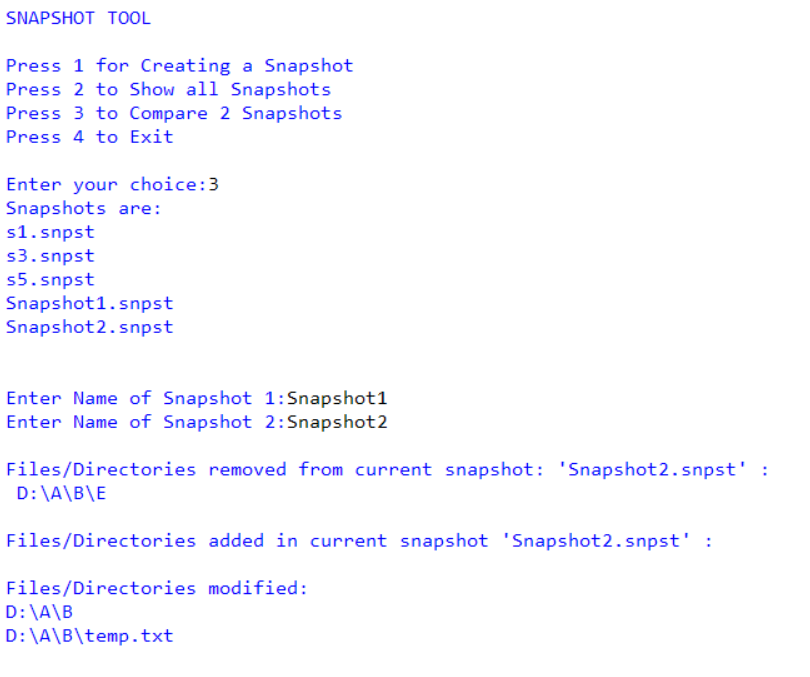 SNAPSHOT TOOL
Press 1 for Creating a Snapshot
Press 2 to Show all Snapshots
Press 3 to Compare 2 Snapshots
Press 4 to Exit
Enter your choice:3
Snapshots are:
s1.snpst
s3.snpst
s5.snpst
Snapshot1.snpst
Snapshot2.snpst
Enter Name of Snapshot 1:Snapshot1
Enter Name of Snapshot 2:Snapshot2
Files/Directories removed from current snapshot: 'Snapshot2.snpst' :
D:\A\B\E
Files/Directories added in current snapshot 'Snapshot2.snpst' :
Files/Directories modified:
D:\A\B
D:\A\B\temp.txt